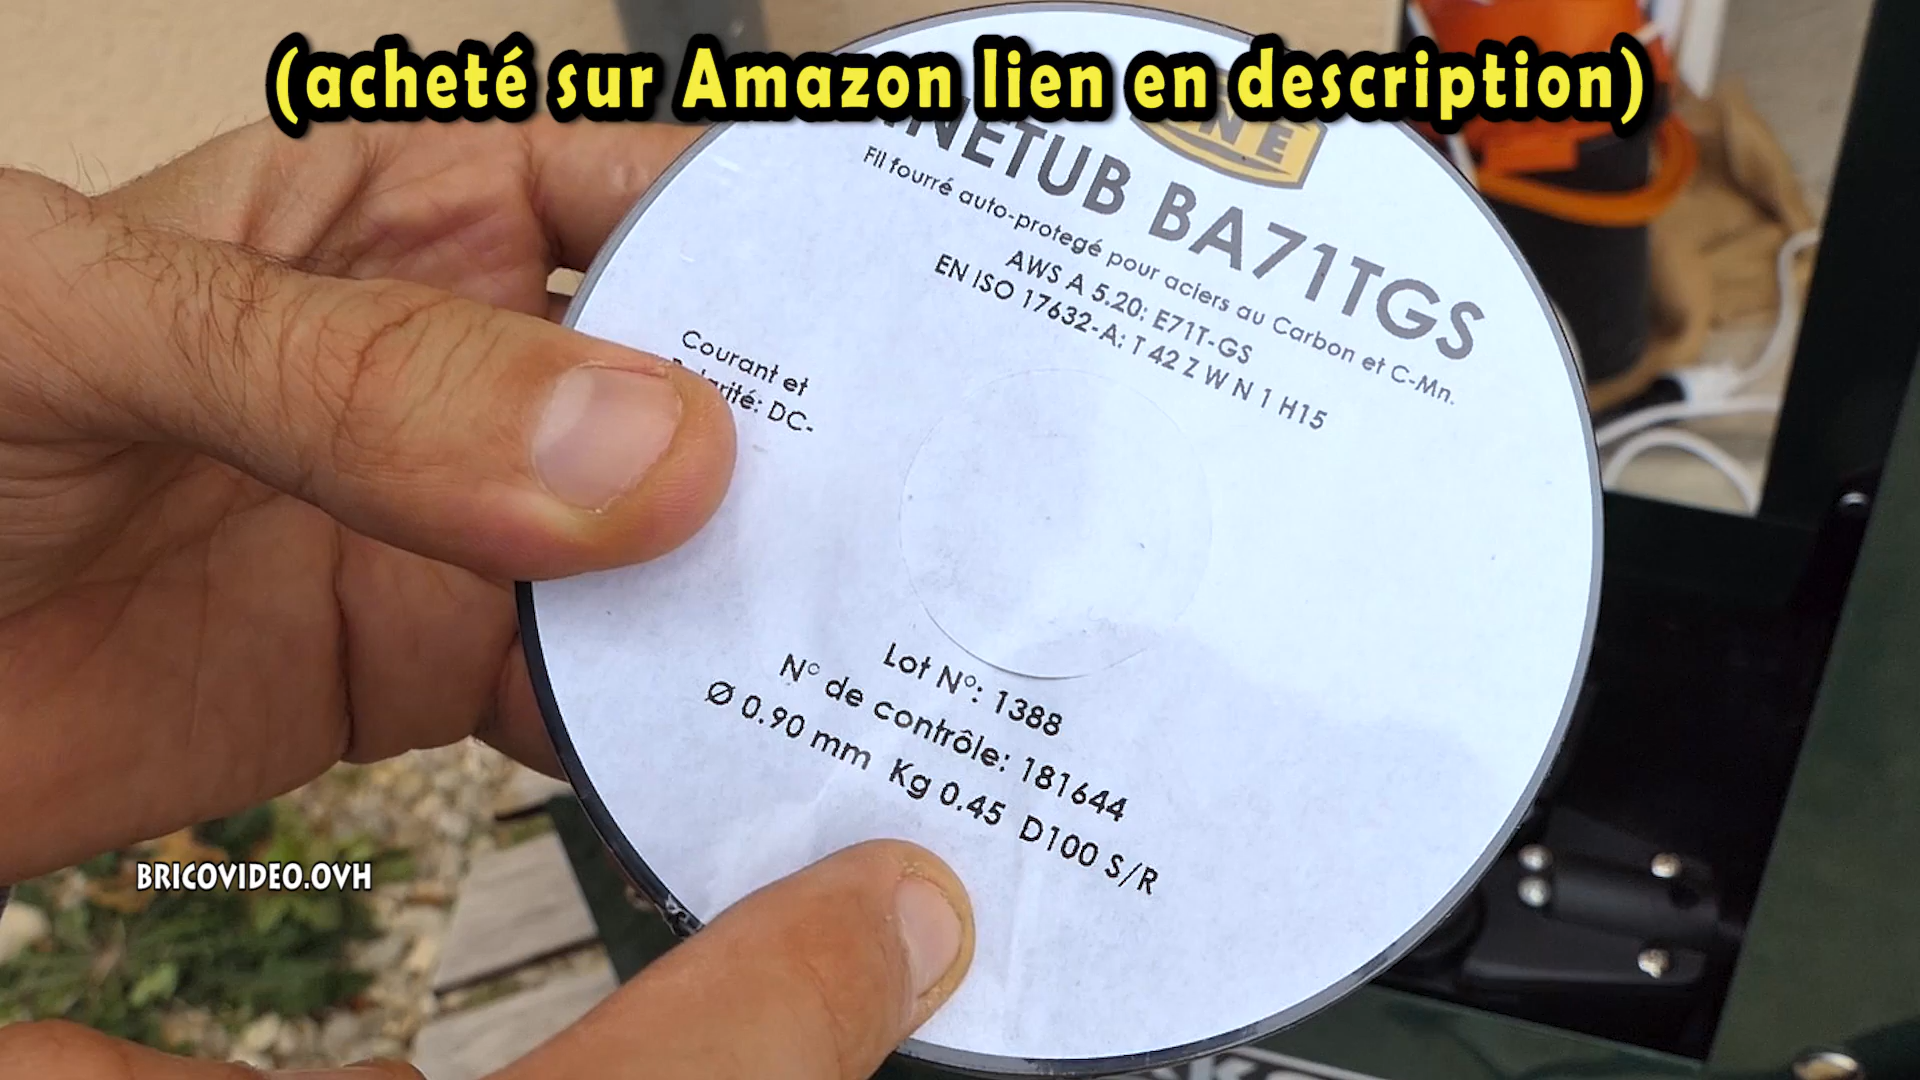 (acheté sur Amazon lien en description)
NE
NETUB BA71TGS
Fil fourré auto-protegé pour aciers au Carbon et C-Mn.
AWS A 5.20: E71T-GS
EN ISO 17632-A: T 42 Z W N 1 H15
Courant et
rité: DC-
Lot N°: 1388
N° de contrôle: 181644
Ø 0.90 mm Kg 0.45 D100 S/R
BRICOVIDEO.OVH